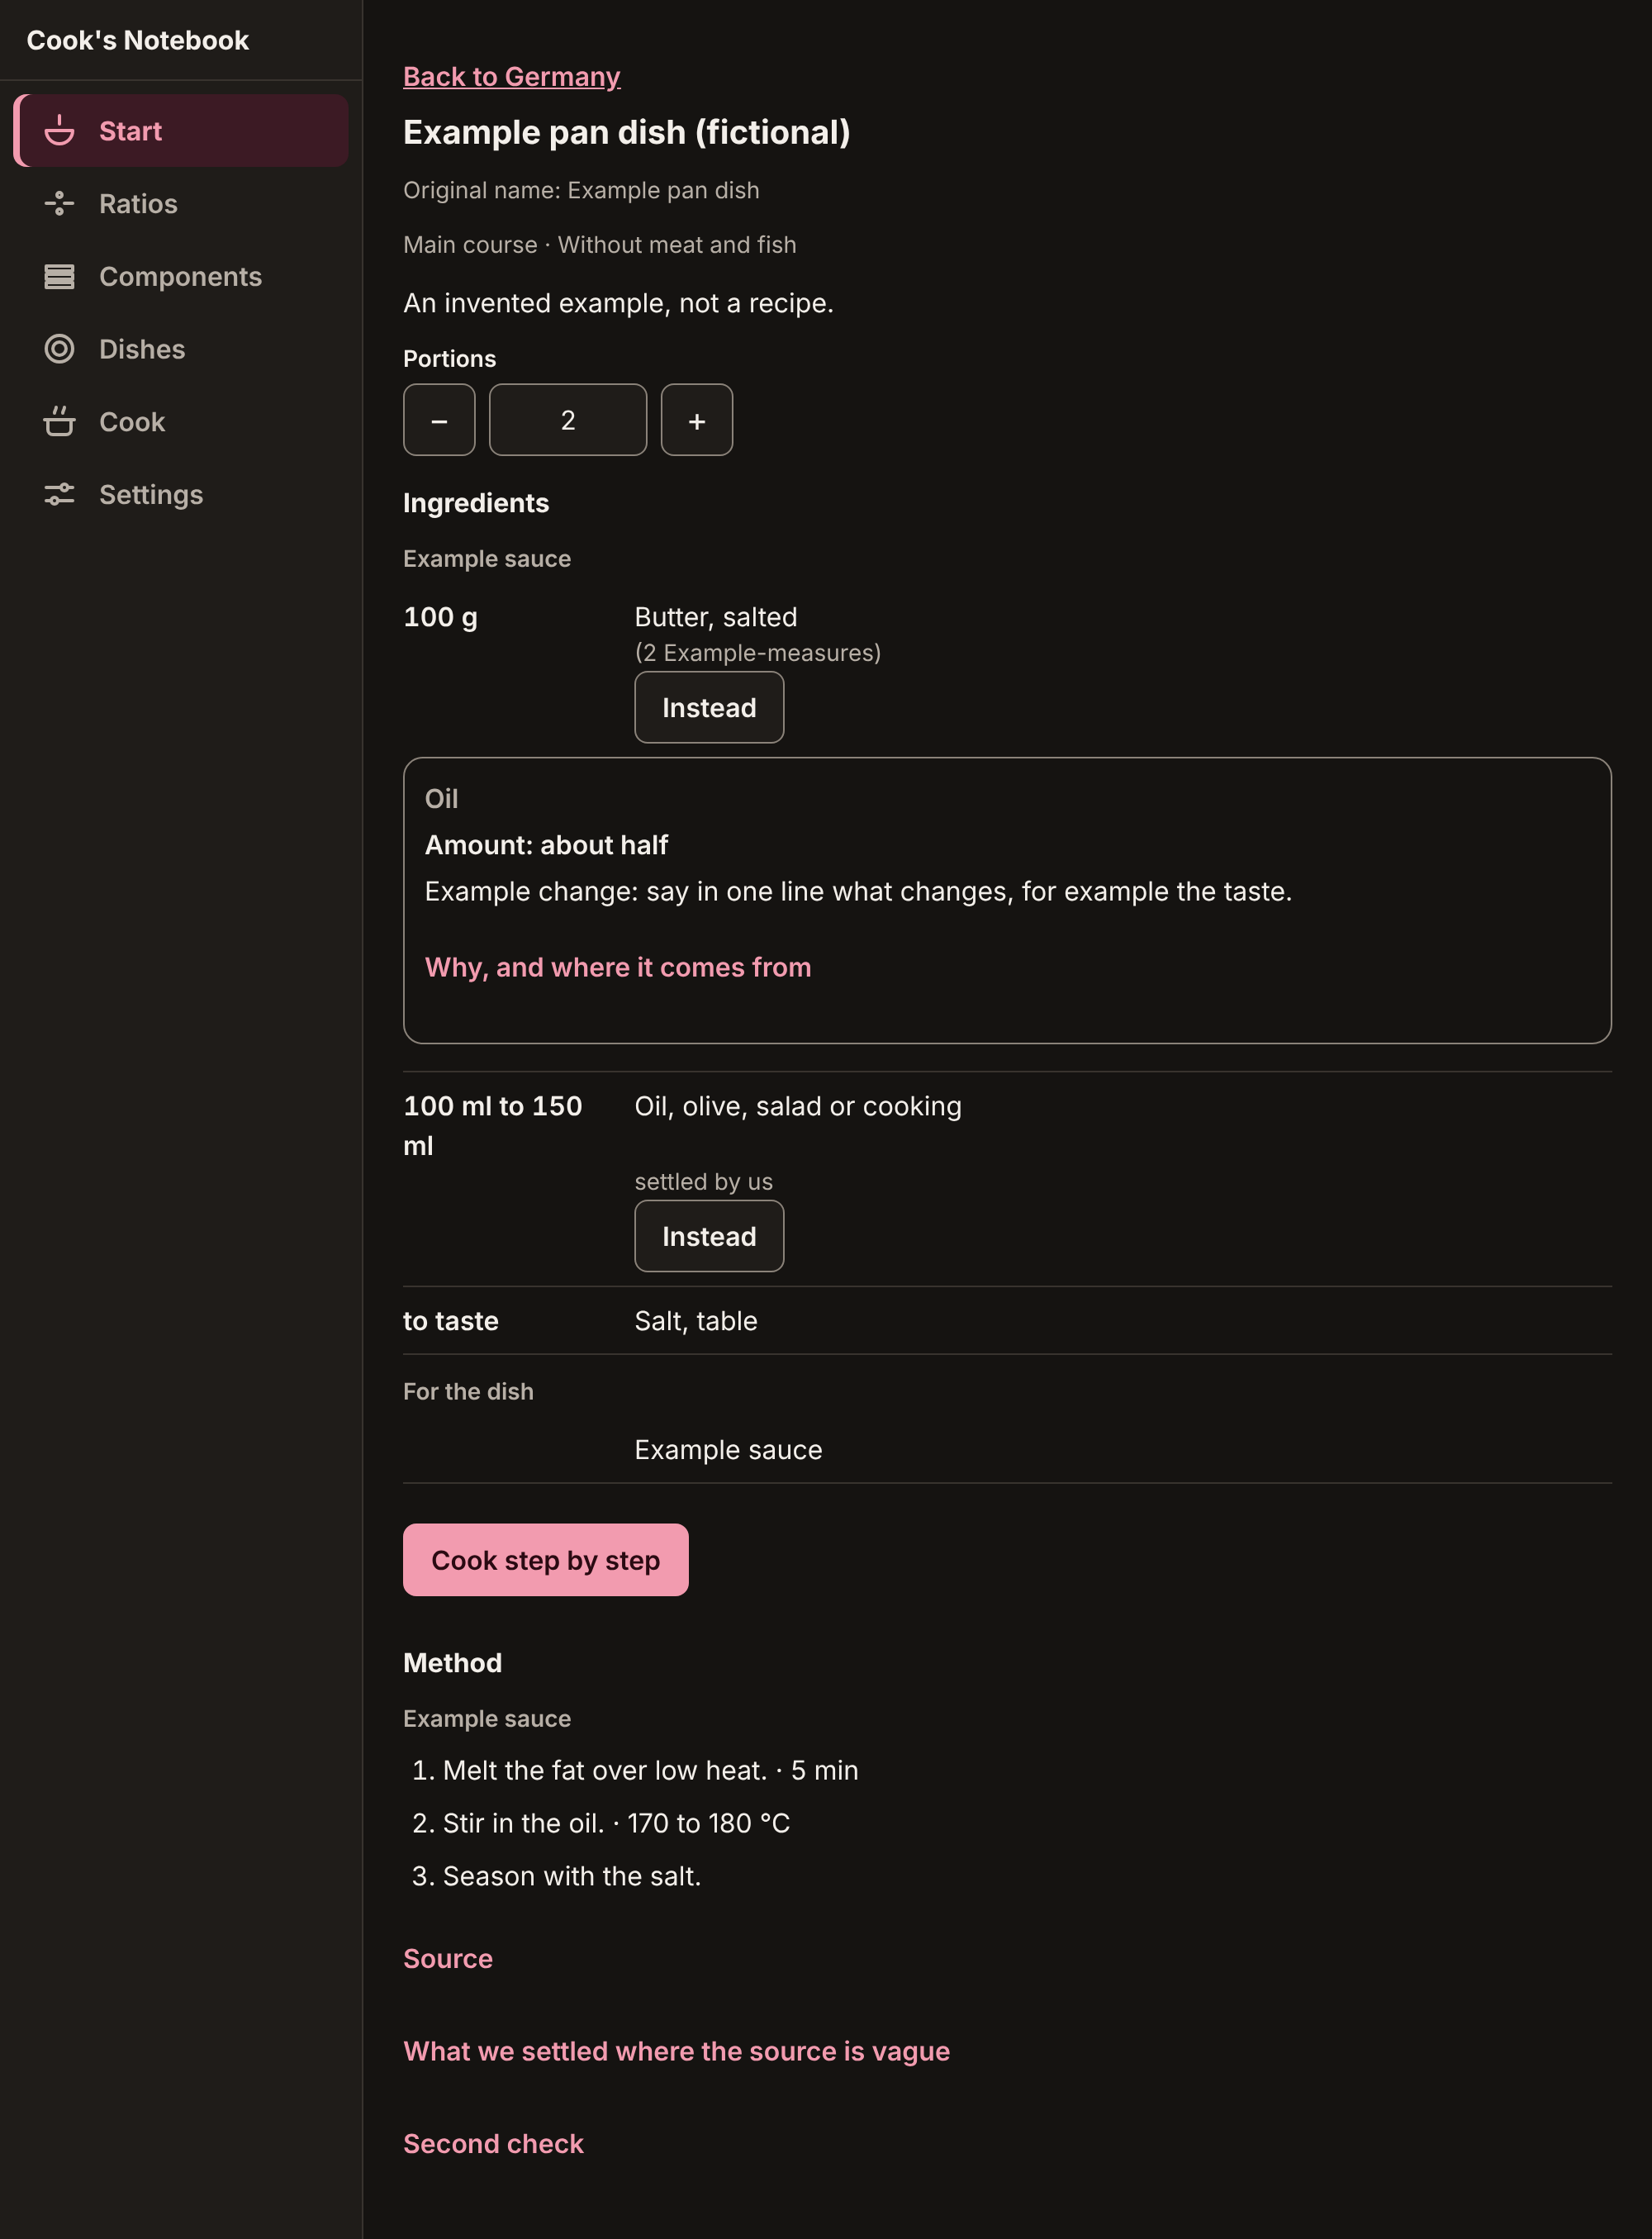 Cook's Notebook
Start
Ratios
Components
Dishes
Cook
Settings
Back to Germany
Example pan dish (fictional)
Original name: Example pan dish
Main course · Without meat and fish
An invented example, not a recipe.
Portions
− 2 +
Ingredients
Example sauce
100 g Butter, salted
(2 Example-measures)
Instead
Oil
Amount: about half
Example change: say in one line what changes, for example the taste.
Why, and where it comes from
100 ml to 150 Oil, olive, salad or cooking
ml
settled by us
Instead
to taste Salt, table
For the dish
Example sauce
Cook step by step
Method
Example sauce
1. Melt the fat over low heat. · 5 min
2. Stir in the oil. · 170 to 180 °C
3. Season with the salt.
Source
What we settled where the source is vague
Second check